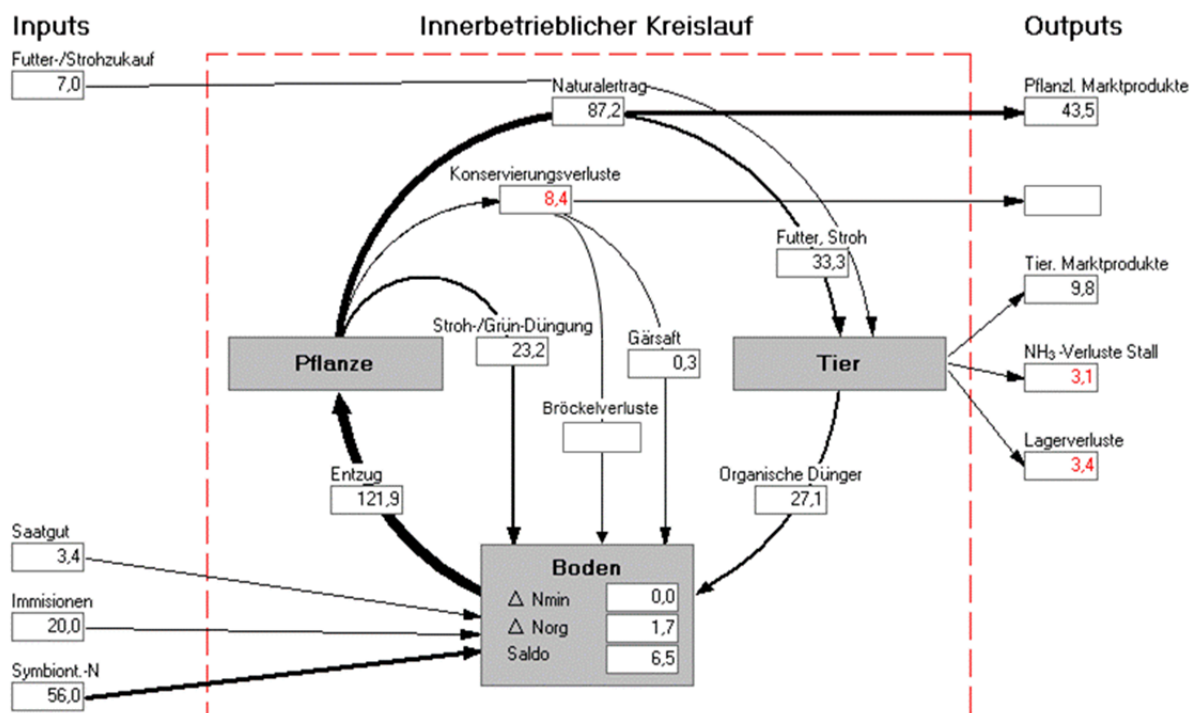 Inputs
Innerbetrieblicher Kreislauf
Outputs
Futter-/Strohzukauf
7,0
Naturalertrag
87,2
Pflanzl. Marktprodukte
43,5
Konservierungsverluste
8,4
Futter, Stroh
33,3
Tier. Marktprodukte
9,8
Stroh-/Grün-Düngung
23,2
Gärsaft
0,3
Pflanze
Tier
NH₃ -Verluste Stall
3,1
Bröckelverluste
Lagerverluste
3,4
Entzug
121,9
Organische Dünger
27,1
Saatgut
3,4
Boden
Δ Nmin 0,0
Δ Norg 1,7
Saldo 6,5
Immisionen
20,0
Symbiont.-N
56,0